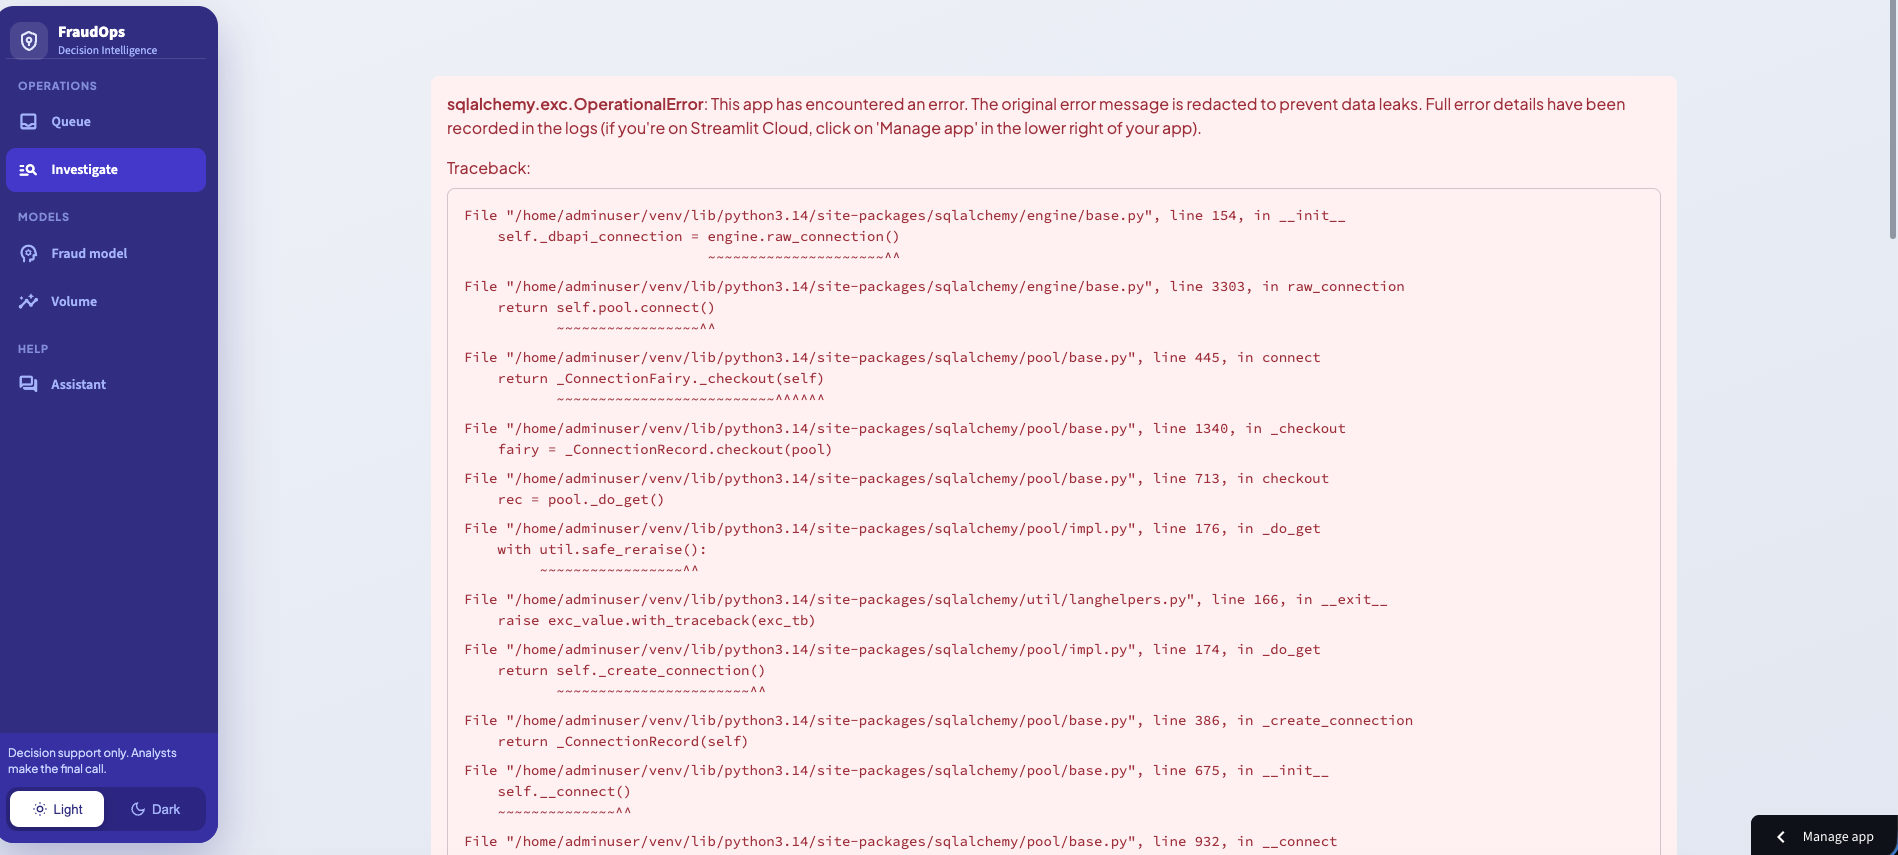 FraudOps
Decision Intelligence
OPERATIONS
Queue
Investigate
MODELS
Fraud model
Volume
HELP
Assistant
Decision support only. Analysts
make the final call.
Light
Dark
sqlalchemy.exc.OperationalError: This app has encountered an error. The original error message is redacted to prevent data leaks. Full error details have been
recorded in the logs (if you're on Streamlit Cloud, click on 'Manage app' in the lower right of your app).
Traceback:
File "/home/adminuser/venv/lib/python3.14/site-packages/sqlalchemy/engine/base.py", line 154, in __init__
    self._dbapi_connection = engine.raw_connection()
                             ~~~~~~~~~~~~~~~~~~~~~^^
File "/home/adminuser/venv/lib/python3.14/site-packages/sqlalchemy/engine/base.py", line 3303, in raw_connection
    return self.pool.connect()
           ~~~~~~~~~~~~~~~~~^^
File "/home/adminuser/venv/lib/python3.14/site-packages/sqlalchemy/pool/base.py", line 445, in connect
    return _ConnectionFairy._checkout(self)
           ~~~~~~~~~~~~~~~~~~~~~~~~~~^^^^^^
File "/home/adminuser/venv/lib/python3.14/site-packages/sqlalchemy/pool/base.py", line 1340, in _checkout
    fairy = _ConnectionRecord.checkout(pool)
File "/home/adminuser/venv/lib/python3.14/site-packages/sqlalchemy/pool/base.py", line 713, in checkout
    rec = pool._do_get()
File "/home/adminuser/venv/lib/python3.14/site-packages/sqlalchemy/pool/impl.py", line 176, in _do_get
    with util.safe_reraise():
         ~~~~~~~~~~~~~~~~~^^
File "/home/adminuser/venv/lib/python3.14/site-packages/sqlalchemy/util/langhelpers.py", line 166, in __exit__
    raise exc_value.with_traceback(exc_tb)
File "/home/adminuser/venv/lib/python3.14/site-packages/sqlalchemy/pool/impl.py", line 174, in _do_get
    return self._create_connection()
           ~~~~~~~~~~~~~~~~~~~~~~~^^
File "/home/adminuser/venv/lib/python3.14/site-packages/sqlalchemy/pool/base.py", line 386, in _create_connection
    return _ConnectionRecord(self)
File "/home/adminuser/venv/lib/python3.14/site-packages/sqlalchemy/pool/base.py", line 675, in __init__
    self.__connect()
    ~~~~~~~~~~~~~~^^
File "/home/adminuser/venv/lib/python3.14/site-packages/sqlalchemy/pool/base.py", line 932, in __connect
Manage app